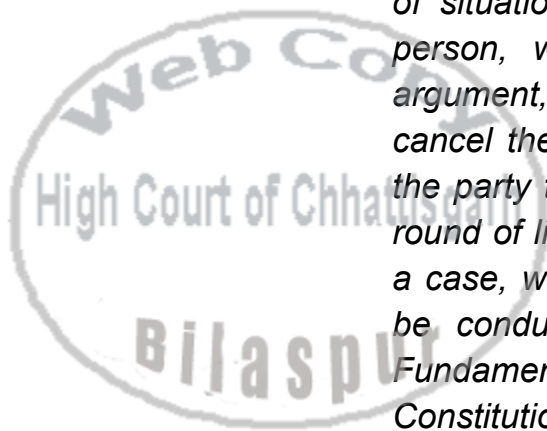 of situatio
person, w
argument,
cancel the
the party
round of
a case, w
be condu
Fundamen
Constitutio
Web Copy
High Court of Chhattisgarh
Bilaspur